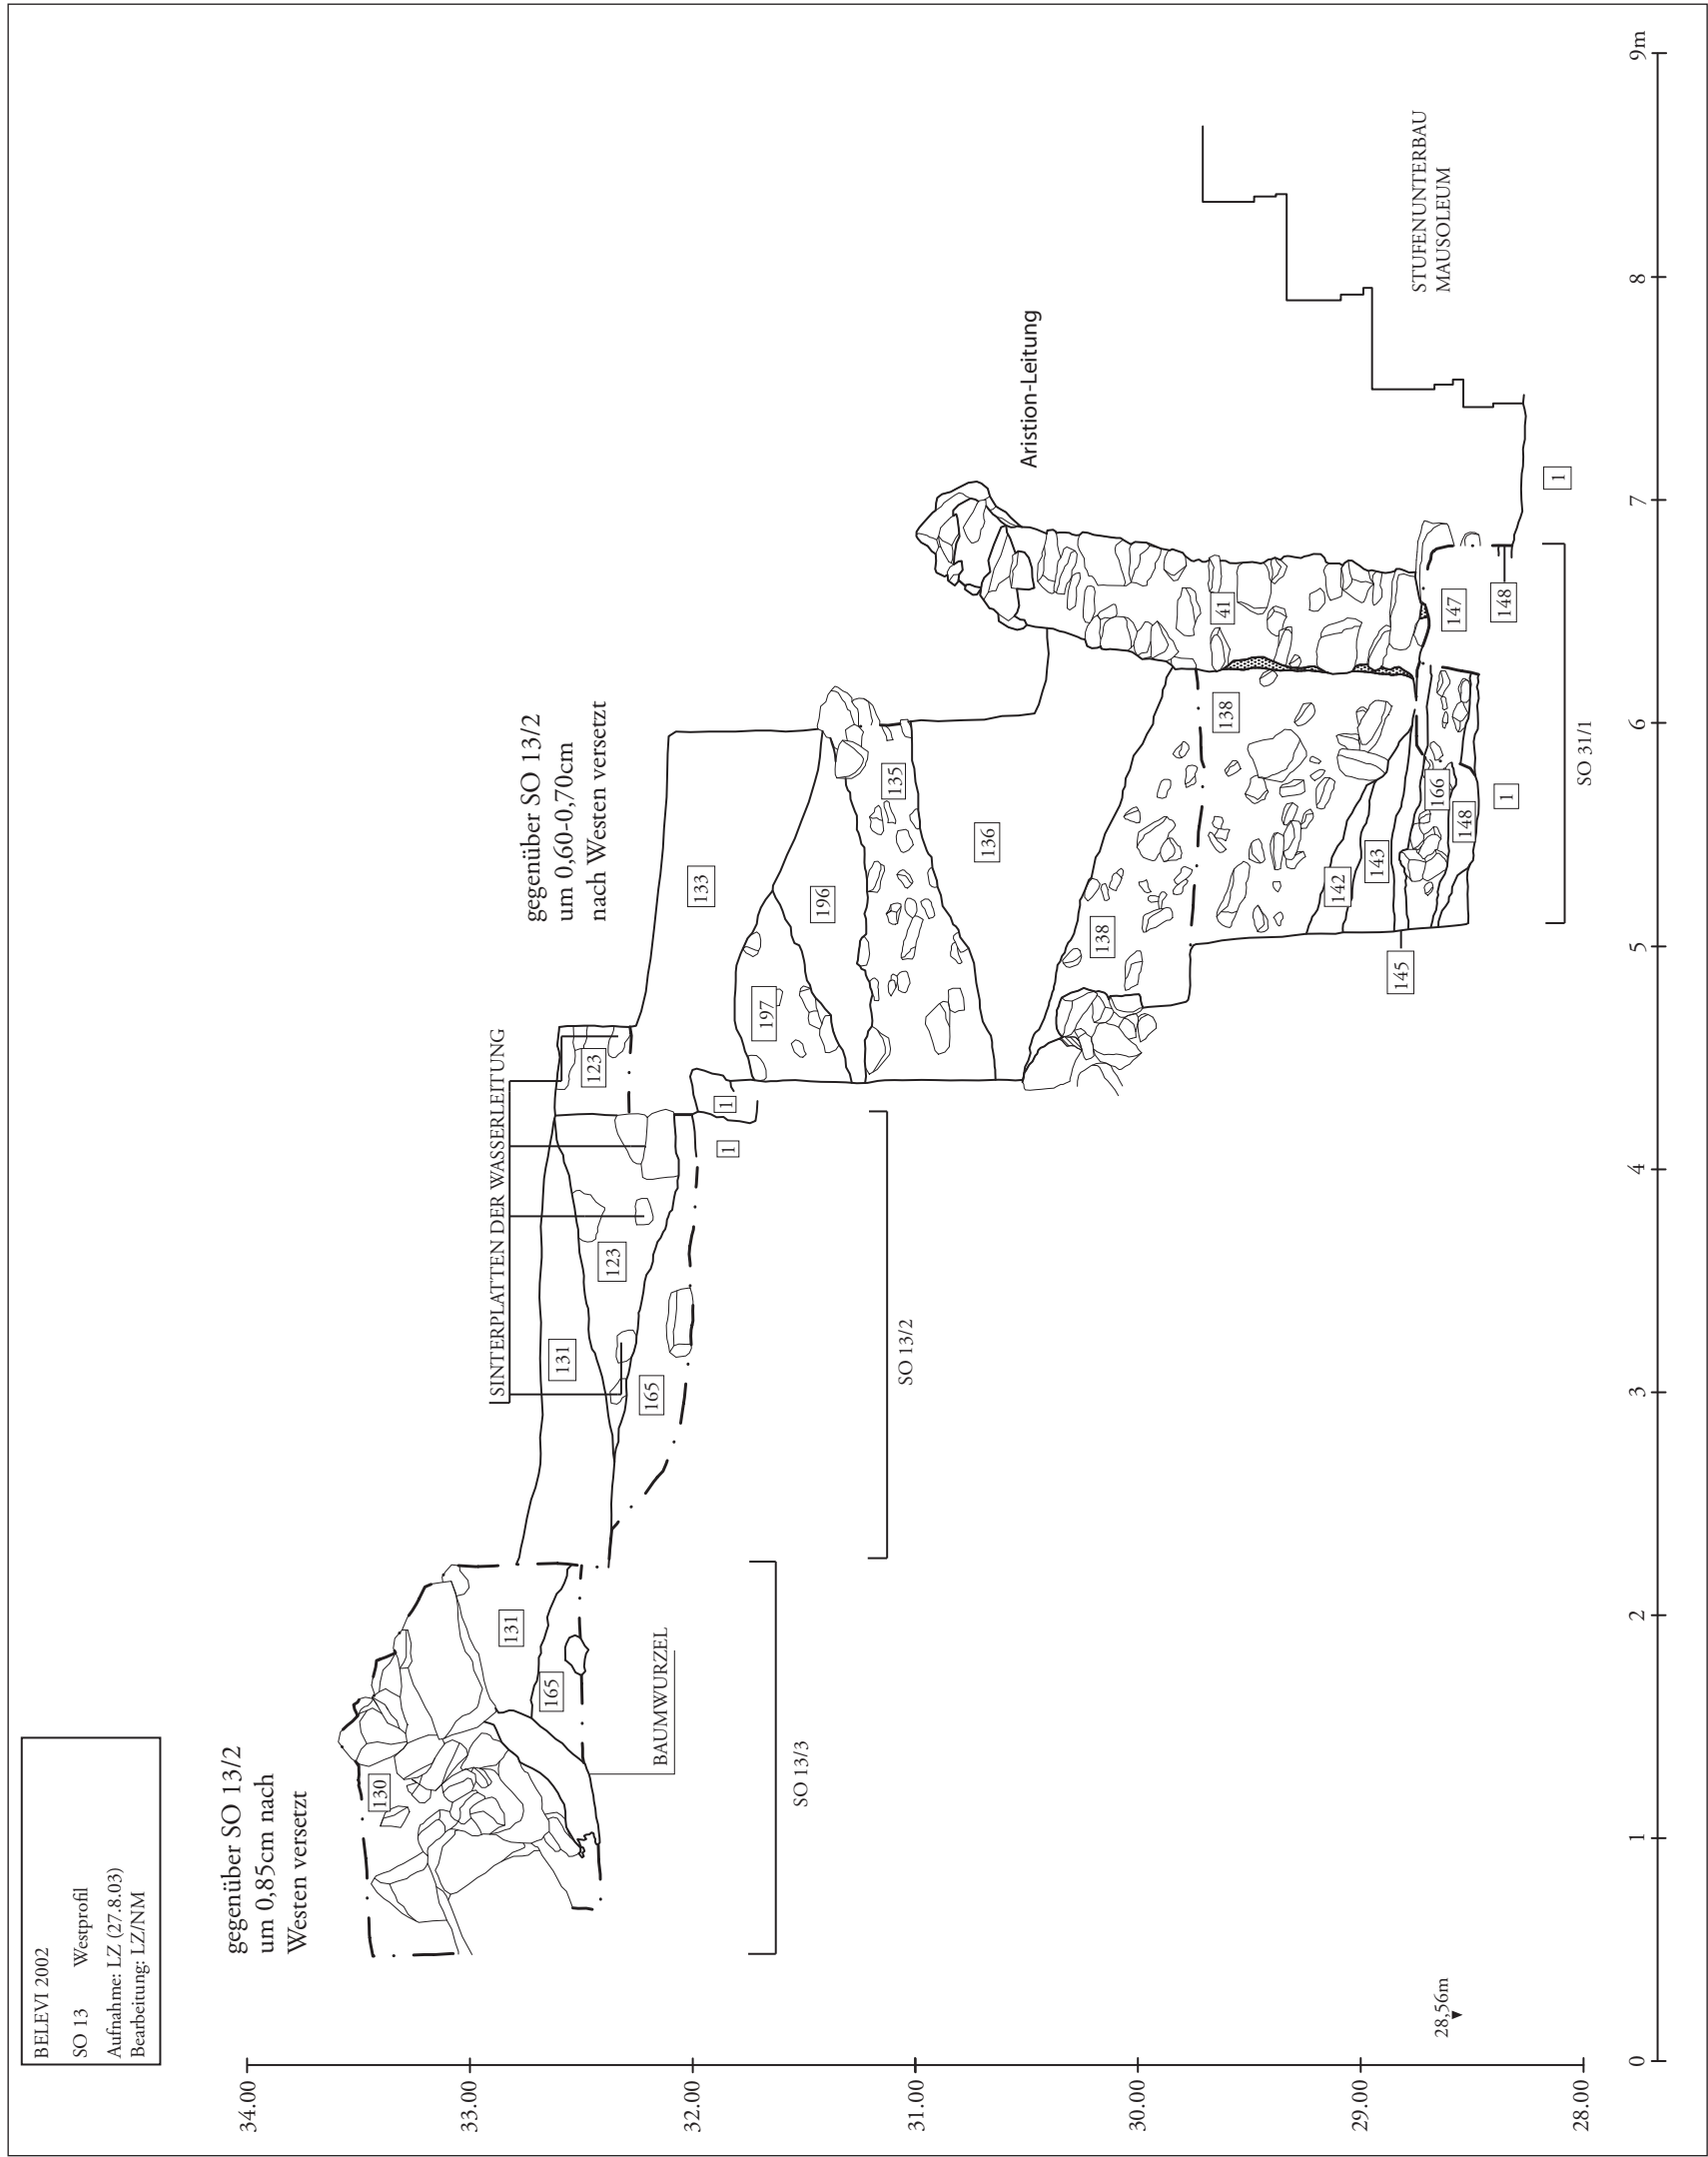 BELEVI 2002
SO 13 Westprofil
Aufnahme: LZ (27.8.03)
Bearbeitung: LZ/NM
gegenüber SO 13/2
um 0,85cm nach
Westen versetzt
gegenüber SO 13/2
um 0,60-0,70cm
nach Westen versetzt
SINTERPLATTEN DER WASSERLEITUNG
Aristion-Leitung
STUFENUNTERBAU
MAUSOLEUM
BAUMWURZEL
130
131
165
131
123
123
165
133
197
196
135
136
1
1
138
138
41
142
143
145
166
148
147
148
1
1
SO 13/3
SO 13/2
SO 31/1
28,56m
34.00
33.00
32.00
31.00
30.00
29.00
28.00
0
1
2
3
4
5
6
7
8
9m